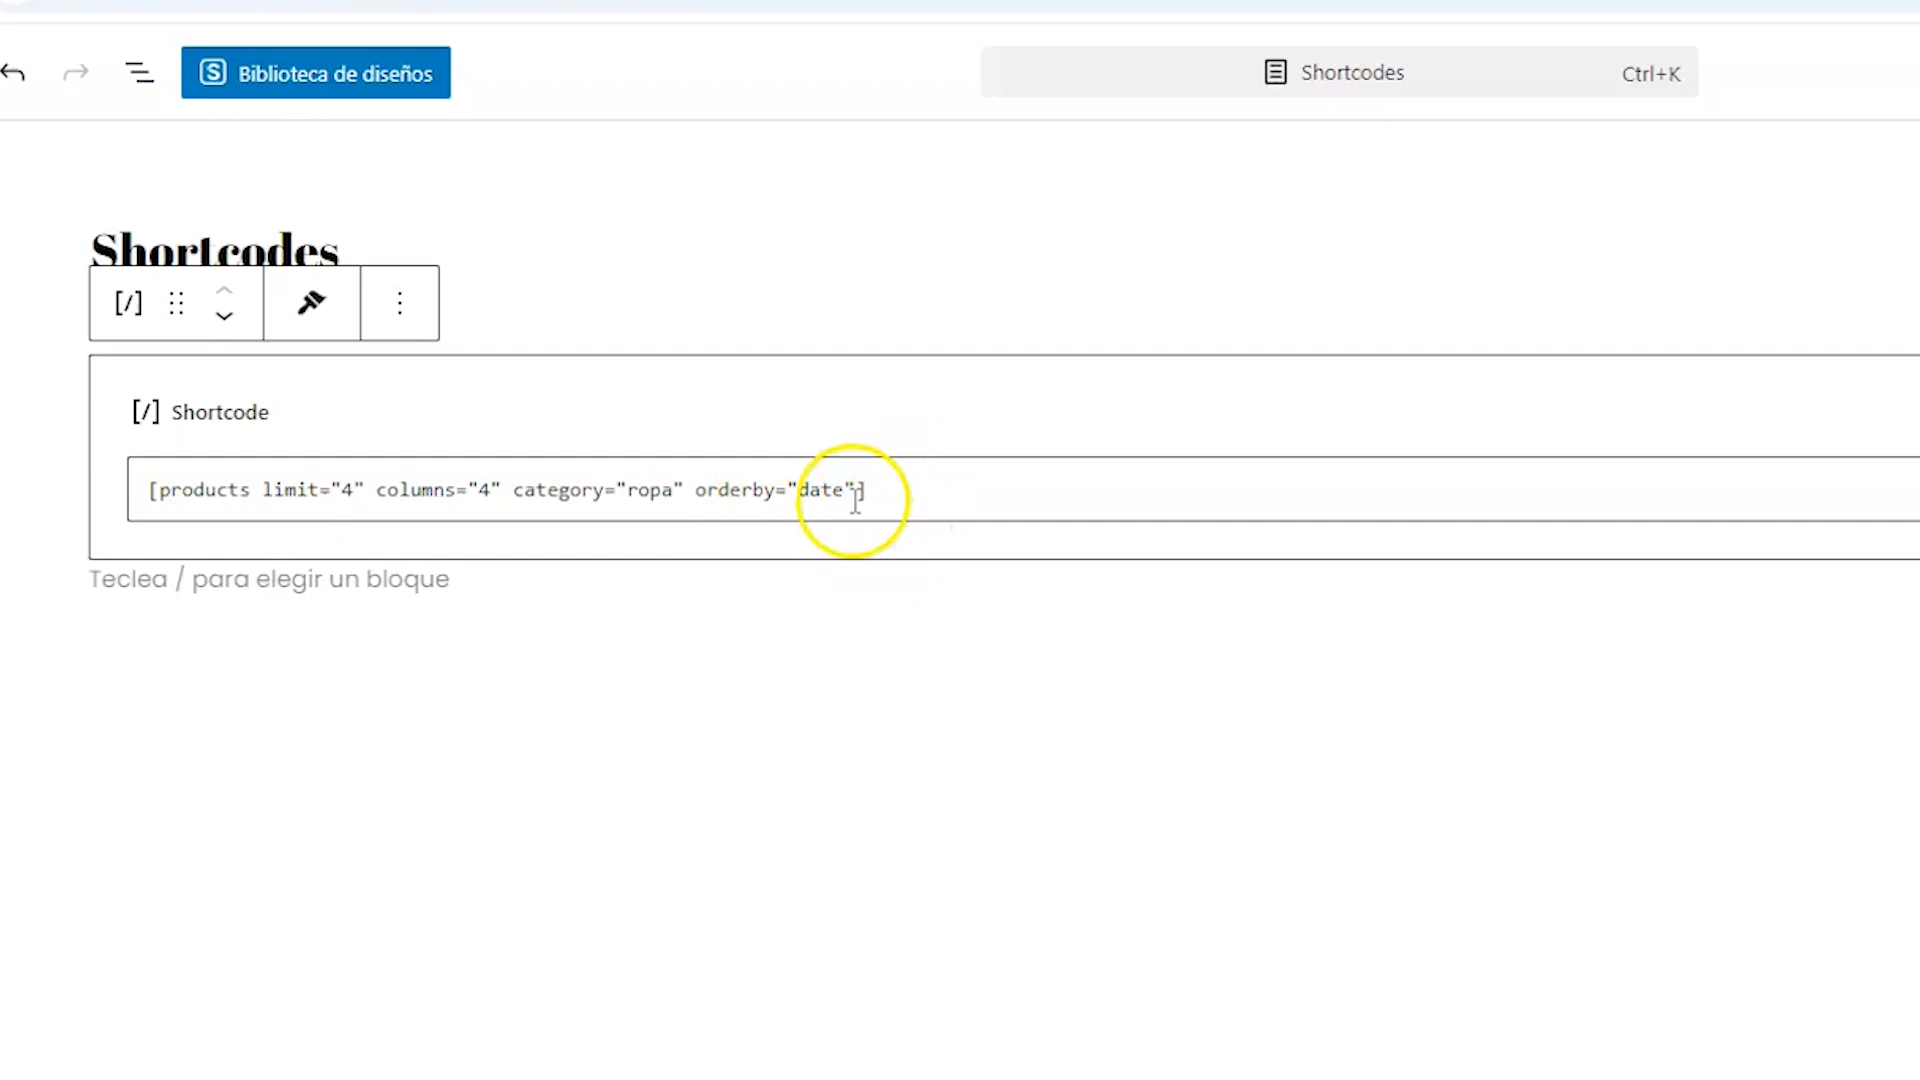 Biblioteca de diseños
Shortcodes
Ctrl+K
Shortcodes
[/]
[/] Shortcode
[products limit="4" columns="4" category="ropa" orderby="date"]
Teclea / para elegir un bloque